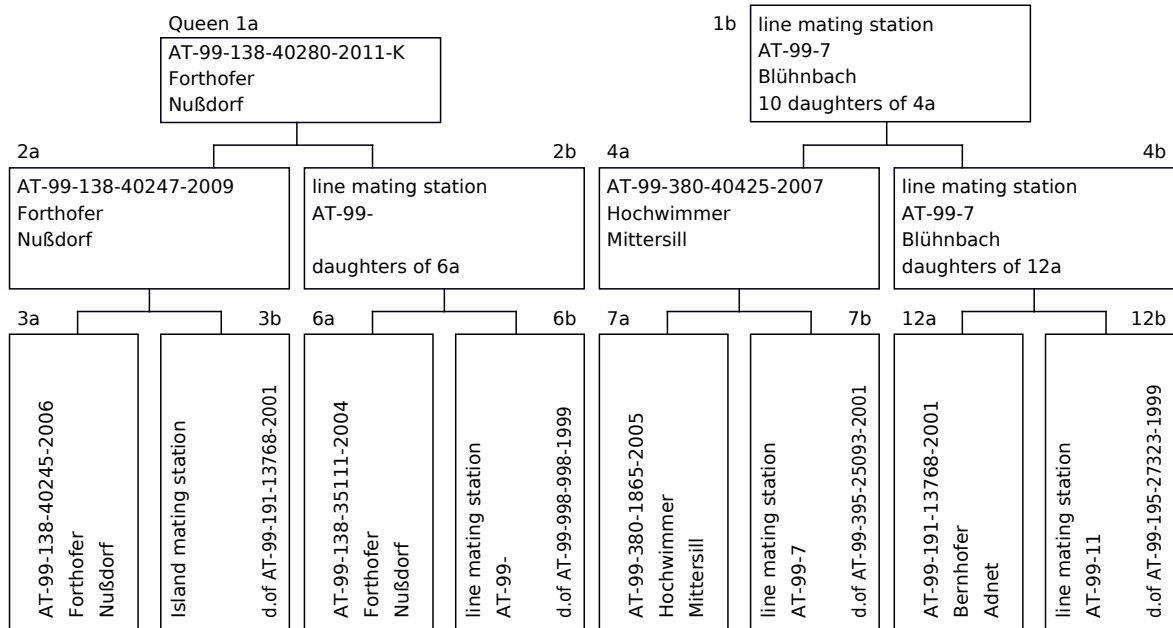 Queen 1a
AT-99-138-40280-2011-K
Forthofer
Nußdorf
1b
line mating station
AT-99-7
Blühnbach
10 daughters of 4a
2a
AT-99-138-40247-2009
Forthofer
Nußdorf
2b
line mating station
AT-99-
daughters of 6a
4a
AT-99-380-40425-2007
Hochwimmer
Mittersill
4b
line mating station
AT-99-7
Blühnbach
daughters of 12a
3a
AT-99-138-40245-2006
Forthofer
Nußdorf
3b
Island mating station
d.of AT-99-191-13768-2001
6a
AT-99-138-35111-2004
Forthofer
Nußdorf
6b
line mating station
AT-99-
d.of AT-99-998-998-1999
7a
AT-99-380-1865-2005
Hochwimmer
Mittersill
7b
line mating station
AT-99-7
d.of AT-99-395-25093-2001
12a
AT-99-191-13768-2001
Bernhofer
Adnet
12b
line mating station
AT-99-11
d.of AT-99-195-27323-1999